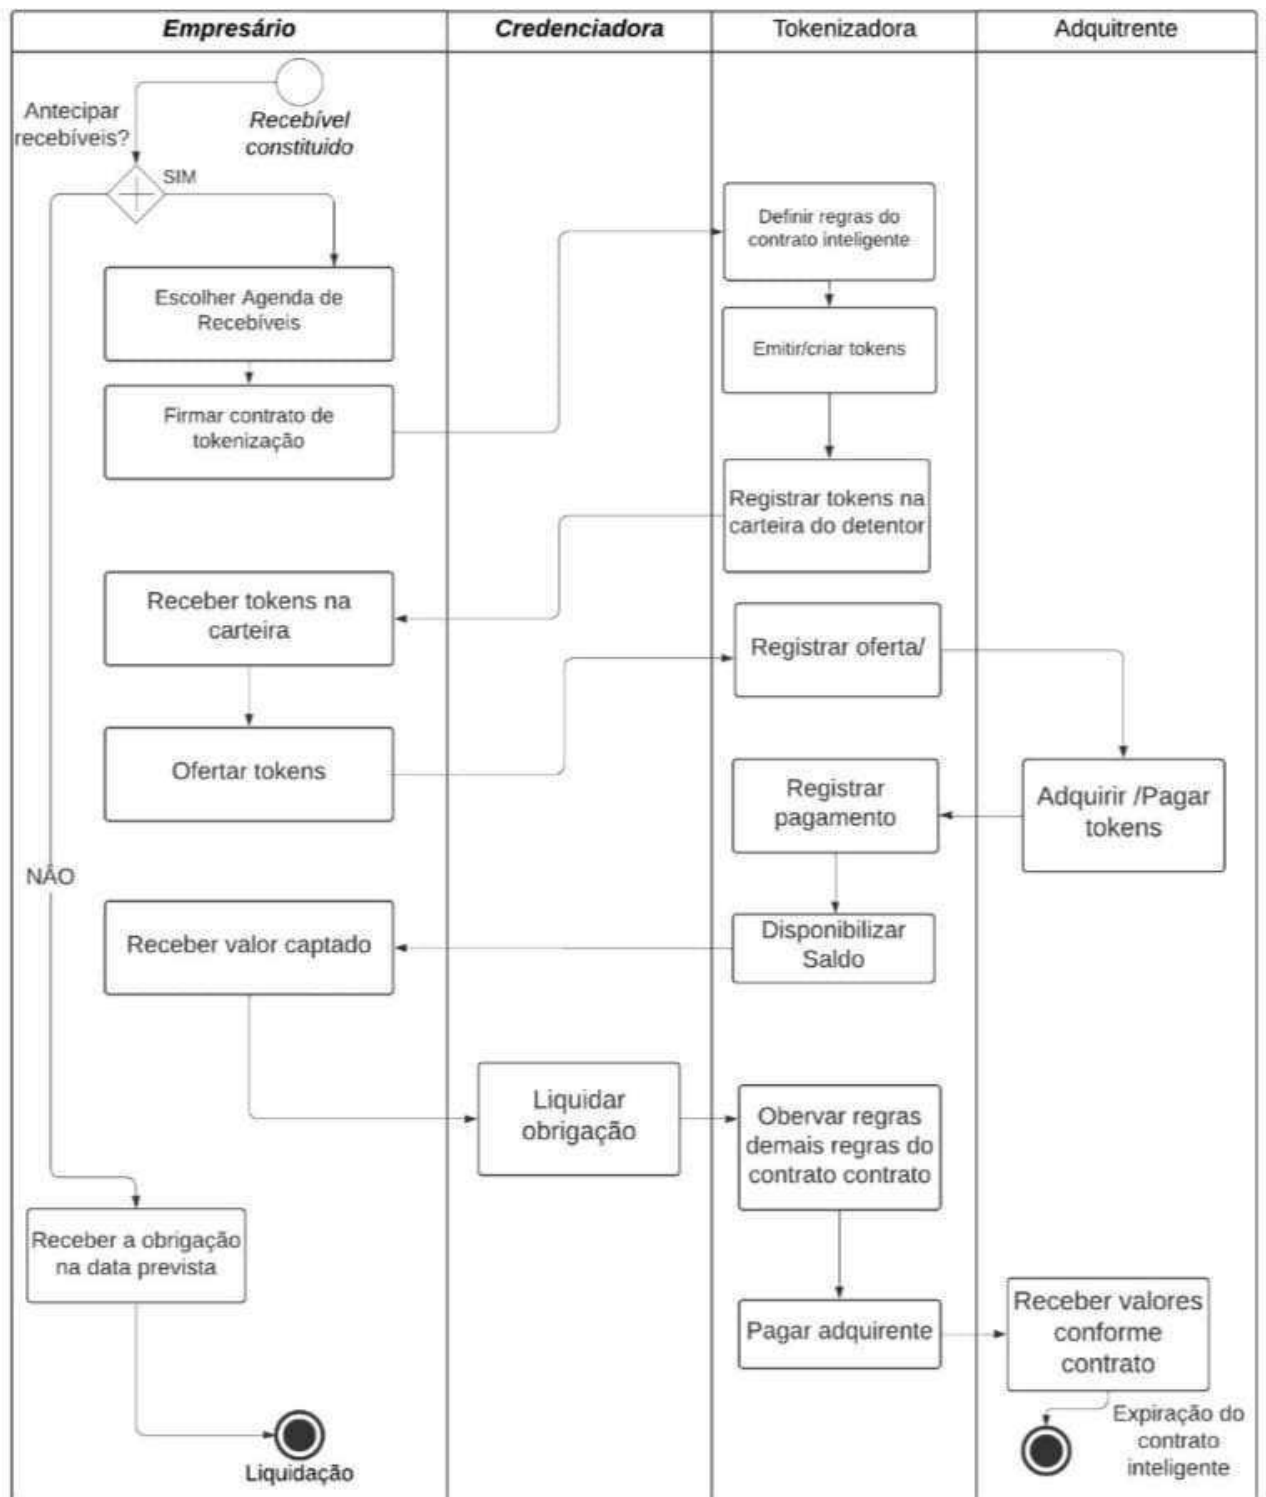 Empresário
Credenciadora
Tokenizadora
Adquitrente
Antecipar
recebíveis?
Recebível
constituido
SIM
Definir regras do
contrato inteligente
Escolher Agenda de
Recebíveis
Emitir/criar tokens
Firmar contrato de
tokenização
Registrar tokens na
carteira do detentor
Receber tokens na
carteira
Registrar oferta/
Ofertar tokens
Registrar
pagamento
Adquirir /Pagar
tokens
NÃO
Receber valor captado
Disponibilizar
Saldo
Liquidar
obrigação
Obervar regras
demais regras do
contrato contrato
Receber a obrigação
na data prevista
Pagar adquirente
Receber valores
conforme
contrato
Liquidação
Expiração do
contrato
inteligente